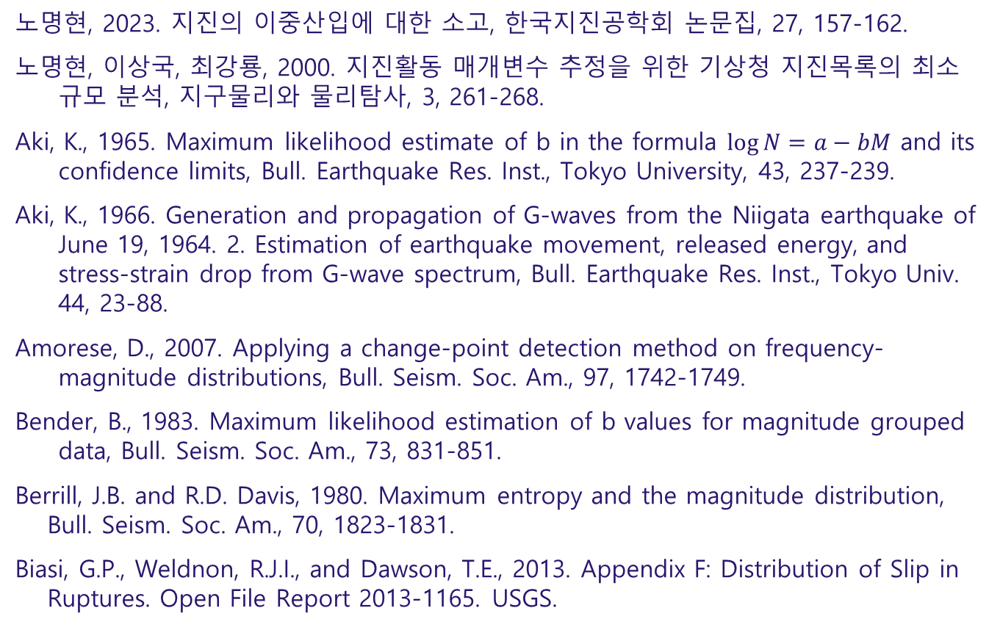 노명현, 2023. 지진의 이중산입에 대한 소고, 한국지진공학회 논문집, 27, 157-162.
노명현, 이상국, 최강룡, 2000. 지진활동 매개변수 추정을 위한 기상청 지진목록의 최소
규모 분석, 지구물리와 물리탐사, 3, 261-268.
Aki, K., 1965. Maximum likelihood estimate of b in the formula log N = a − bM and its
confidence limits, Bull. Earthquake Res. Inst., Tokyo University, 43, 237-239.
Aki, K., 1966. Generation and propagation of G-waves from the Niigata earthquake of
June 19, 1964. 2. Estimation of earthquake movement, released energy, and
stress-strain drop from G-wave spectrum, Bull. Earthquake Res. Inst., Tokyo Univ.
44, 23-88.
Amorese, D., 2007. Applying a change-point detection method on frequency-
magnitude distributions, Bull. Seism. Soc. Am., 97, 1742-1749.
Bender, B., 1983. Maximum likelihood estimation of b values for magnitude grouped
data, Bull. Seism. Soc. Am., 73, 831-851.
Berrill, J.B. and R.D. Davis, 1980. Maximum entropy and the magnitude distribution,
Bull. Seism. Soc. Am., 70, 1823-1831.
Biasi, G.P., Weldnon, R.J.I., and Dawson, T.E., 2013. Appendix F: Distribution of Slip in
Ruptures. Open File Report 2013-1165. USGS.